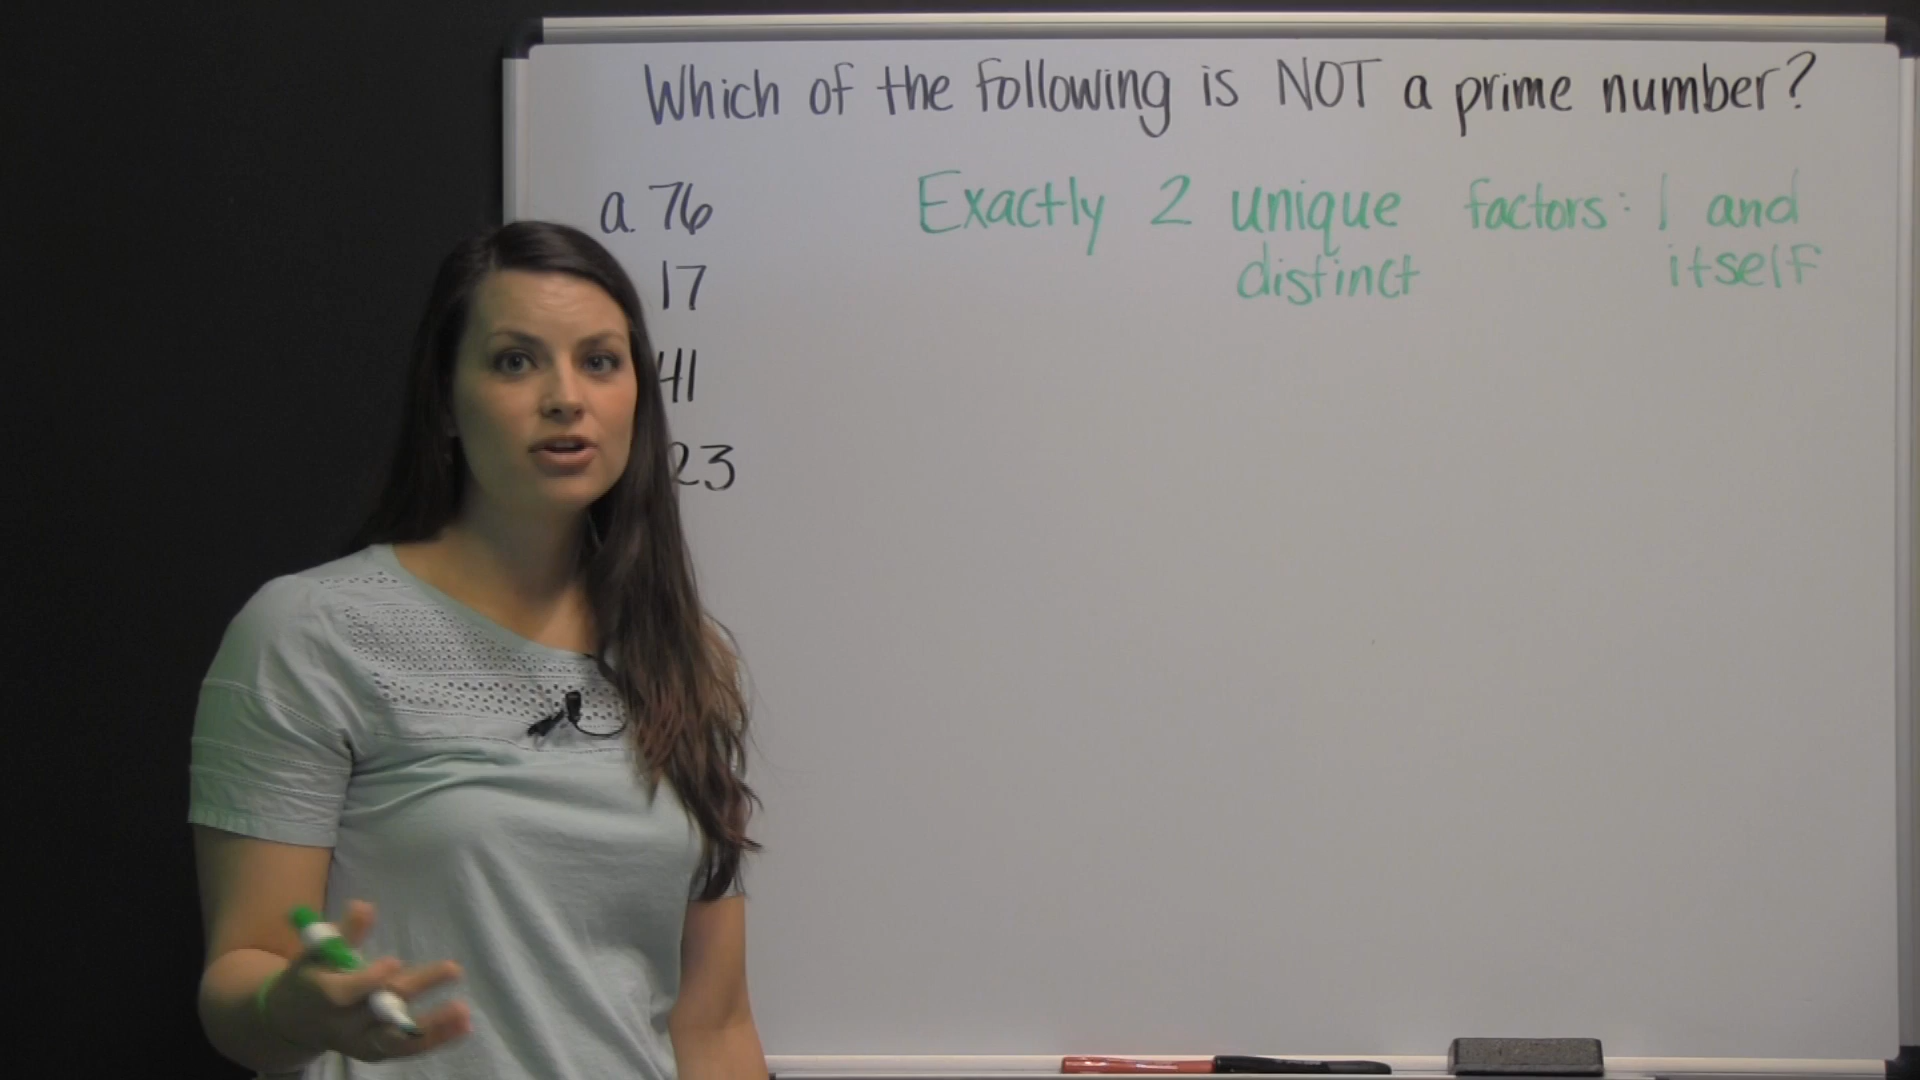 Which of the following is NOT a prime number?
a. 76 Exactly 2 unique factors: 1 and
distinct itself
17
41
23